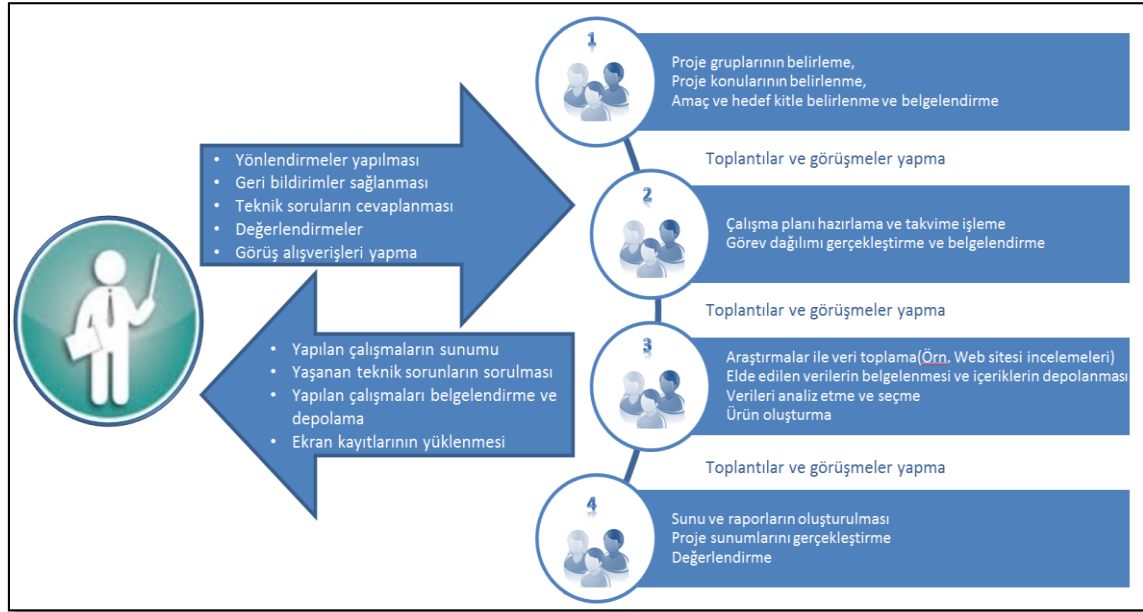 • Yönlendirmeler yapılması
• Geri bildirimler sağlanması
• Teknik soruların cevaplanması
• Değerlendirmeler
• Görüş alışverişleri yapma
• Yapılan çalışmaların sunumu
• Yaşanan teknik sorunların sorulması
• Yapılan çalışmaları belgelendirme ve
depolama
• Ekran kayıtlarının yüklenmesi
1
Proje gruplarının belirleme,
Proje konularının belirlenme,
Amaç ve hedef kitle belirlenme ve belgelendirme
Toplantılar ve görüşmeler yapma
2
Çalışma planı hazırlama ve takvime işleme
Görev dağılımı gerçekleştirme ve belgelendirme
Toplantılar ve görüşmeler yapma
3
Araştırmalar ile veri toplama(Örn. Web sitesi incelemeleri)
Elde edilen verilerin belgelenmesi ve içeriklerin depolanması
Verileri analiz etme ve seçme
Ürün oluşturma
Toplantılar ve görüşmeler yapma
4
Sunu ve raporların oluşturulması
Proje sunumlarını gerçekleştirme
Değerlendirme